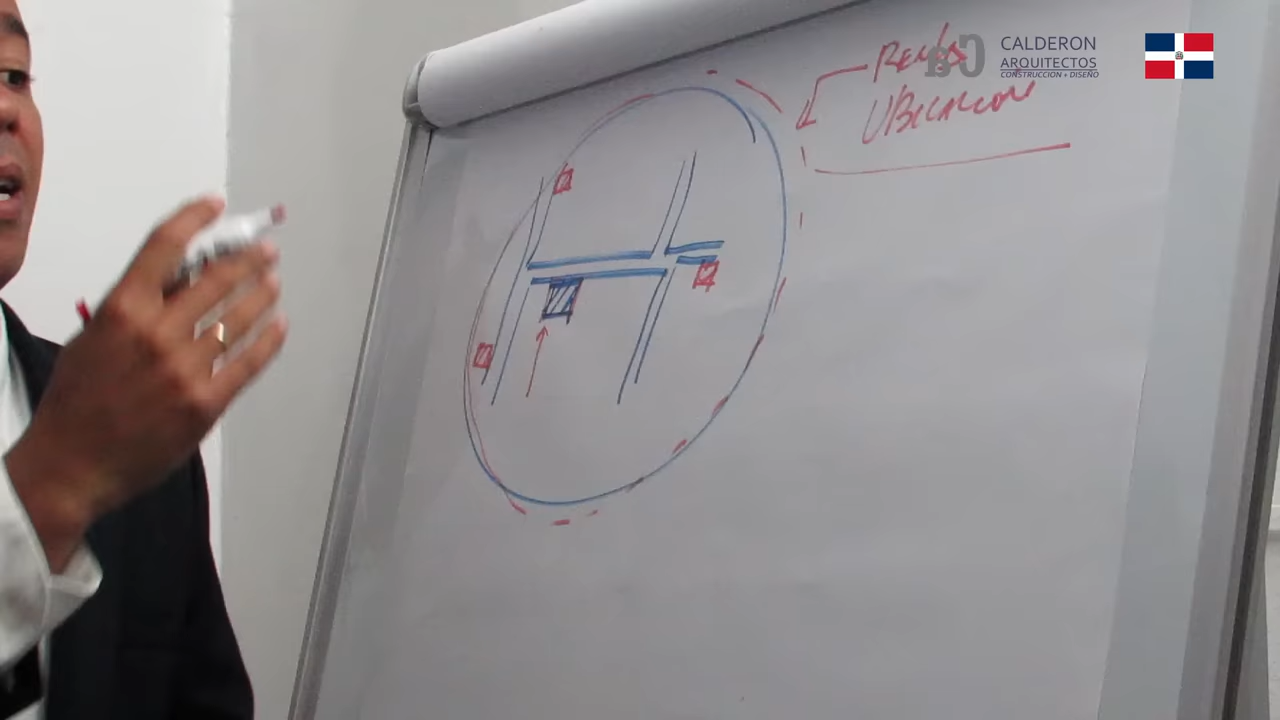 CALDERON
ARQUITECTOS
CONSTRUCCION + DISEÑO
UBICACION